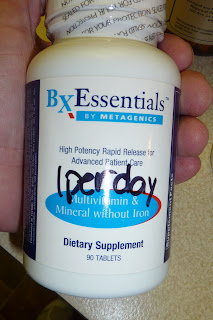 BxEssentials™
BY METAGENICS
High Potency Rapid Release for
Advanced Patient Care
1 per day
Multivitamin &
Mineral without Iron
Dietary Supplement
90 TABLETS